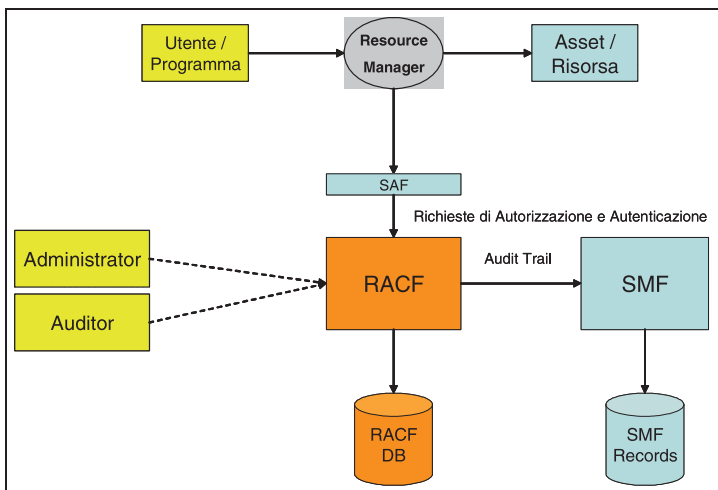 Utente /
Programma
Resource
Manager
Asset /
Risorsa
SAF
Richieste di Autorizzazione e Autenticazione
Administrator
Auditor
RACF
Audit Trail
SMF
RACF
DB
SMF
Records